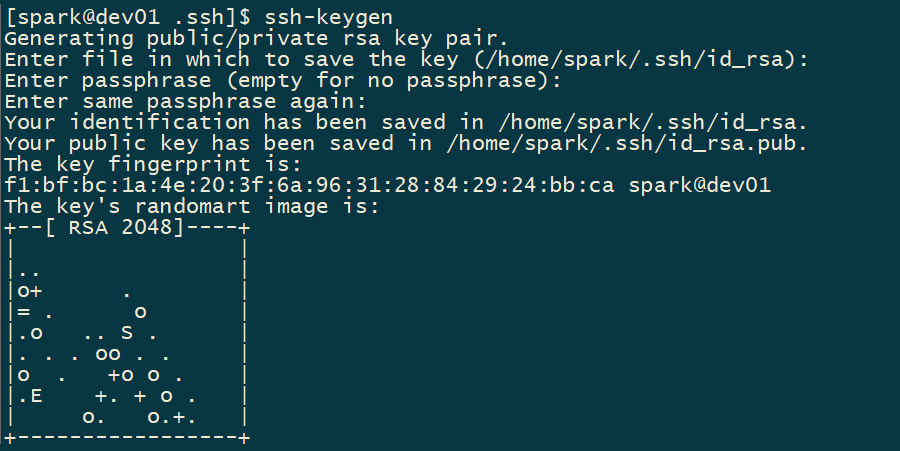 [spark@dev01 .ssh]$ ssh-keygen
Generating public/private rsa key pair.
Enter file in which to save the key (/home/spark/.ssh/id_rsa):
Enter passphrase (empty for no passphrase):
Enter same passphrase again:
Your identification has been saved in /home/spark/.ssh/id_rsa.
Your public key has been saved in /home/spark/.ssh/id_rsa.pub.
The key fingerprint is:
f1:bf:bc:1a:4e:20:3f:6a:96:31:28:84:29:24:bb:ca spark@dev01
The key's randomart image is:
+--[ RSA 2048]----+
|                 |
|..               |
|o+      .        |
|= .      o       |
|.o   .. S .      |
|. . . oo . .     |
|o  .   +o o .    |
|.E    +. + o .   |
|     o.   o.+.   |
+-----------------+